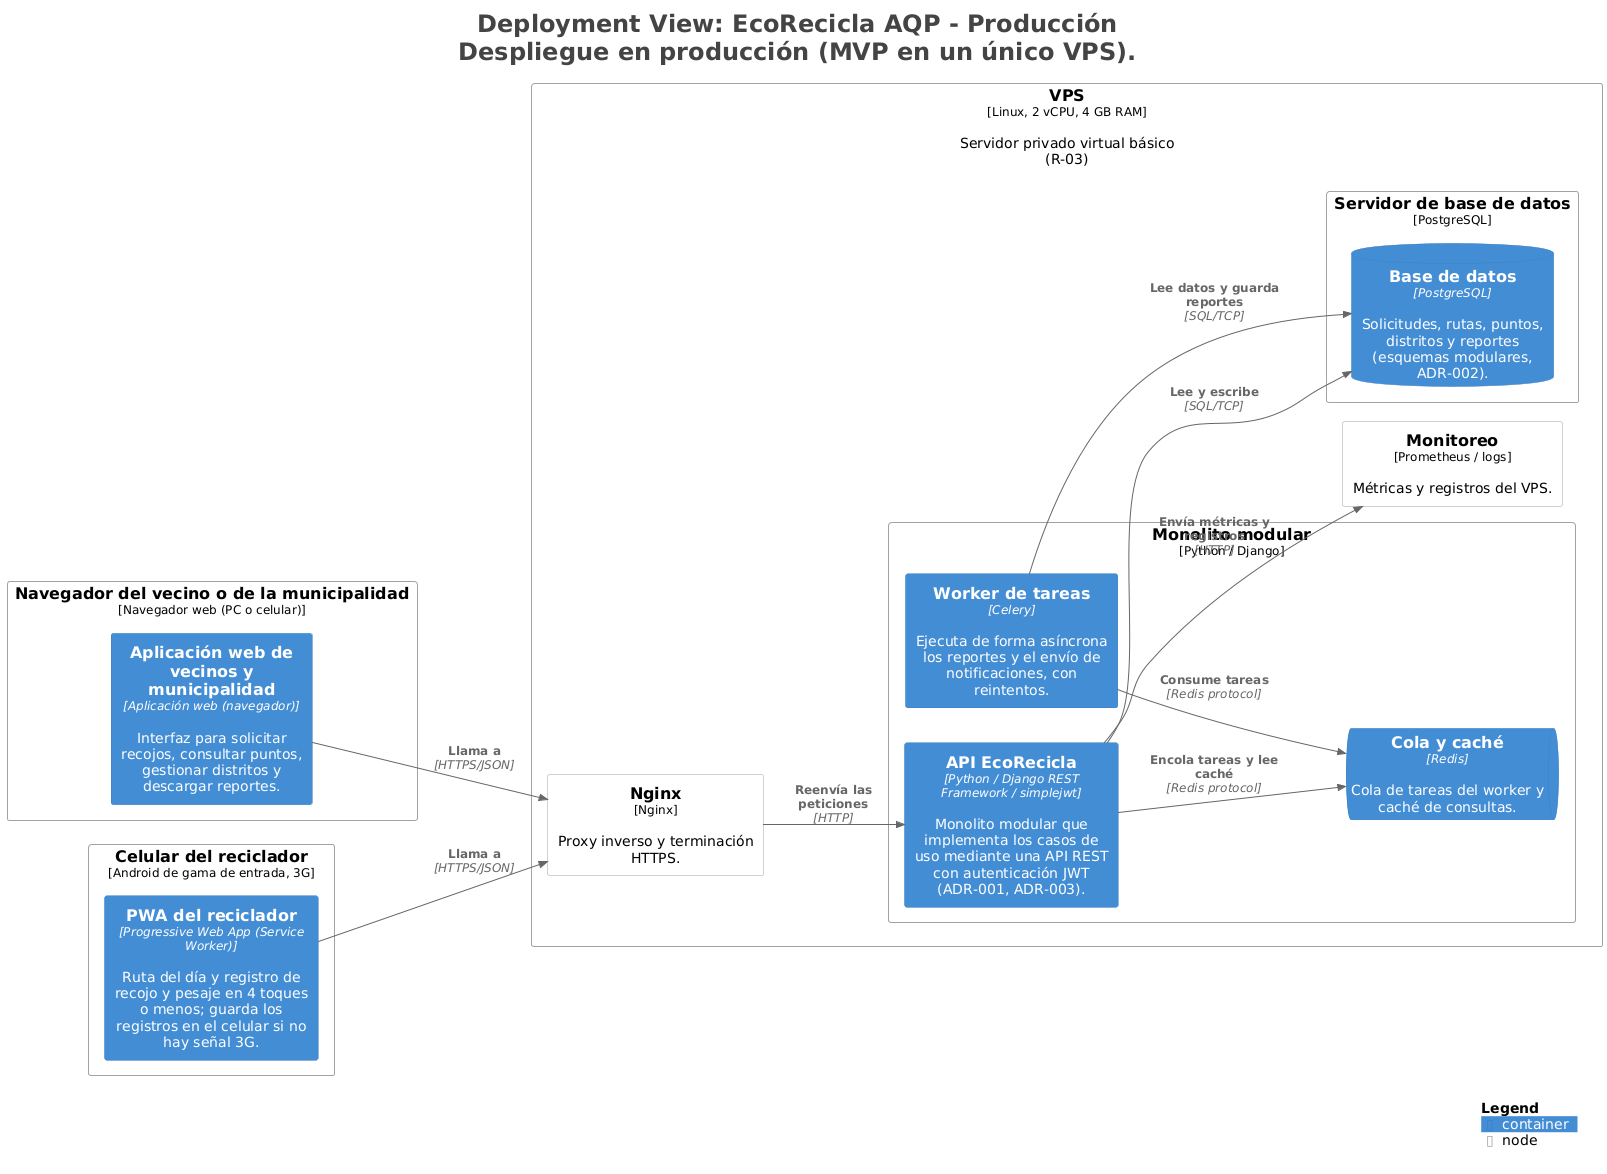 Deployment View: EcoRecicla AQP - Producción
Despliegue en producción (MVP en un único VPS).
VPS
[Linux, 2 vCPU, 4 GB RAM]
Servidor privado virtual básico
(R-03)
Servidor de base de datos
[PostgreSQL]
Base de datos
[PostgreSQL]
Solicitudes, rutas, puntos,
distritos y reportes
(esquemas modulares,
ADR-002).
Lee datos y guarda
reportes
[SQL/TCP]
Lee y escribe
[SQL/TCP]
Monitoreo
[Prometheus / logs]
Métricas y registros del VPS.
Envía métricas y
registros
[HTTP]
Monolito modular
[Python / Django]
Worker de tareas
[Celery]
Ejecuta de forma asíncrona
los reportes y el envío de
notificaciones, con
reintentos.
Navegador del vecino o de la municipalidad
[Navegador web (PC o celular)]
Aplicación web de
vecinos y
municipalidad
[Aplicación web (navegador)]
Interfaz para solicitar
recojos, consultar puntos,
gestionar distritos y
descargar reportes.
Consume tareas
[Redis protocol]
Cola y caché
[Redis]
Cola de tareas del worker y
caché de consultas.
Llama a
[HTTPS/JSON]
Encola tareas y lee
caché
[Redis protocol]
API EcoRecicla
[Python / Django REST
Framework / simplejwt]
Monolito modular que
implementa los casos de
uso mediante una API REST
con autenticación JWT
(ADR-001, ADR-003).
Nginx
[Nginx]
Proxy inverso y terminación
HTTPS.
Reenvía las
peticiones
[HTTP]
Llama a
[HTTPS/JSON]
Celular del reciclador
[Android de gama de entrada, 3G]
PWA del reciclador
[Progressive Web App (Service
Worker)]
Ruta del día y registro de
recojo y pesaje en 4 toques
o menos; guarda los
registros en el celular si no
hay señal 3G.
Legend
container
node